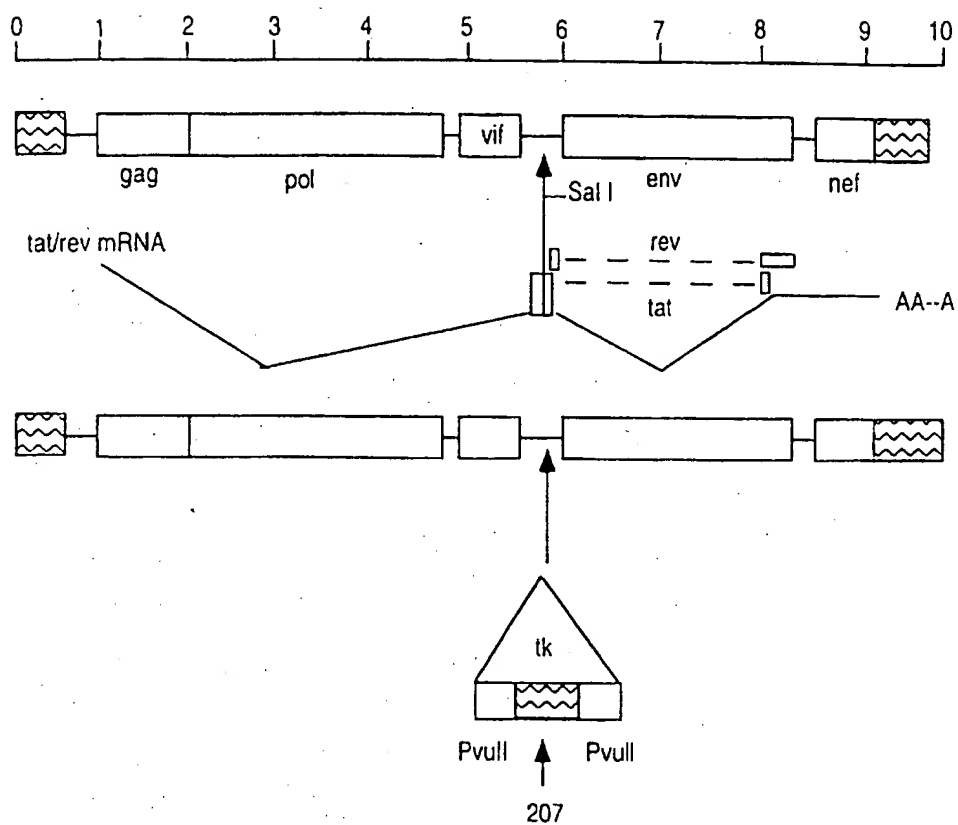 0 1 2 3 4 5 6 7 8 9 10
vif
gag pol env nef
Sal I
tat/rev mRNA
rev
tat
AA--A
tk
PvuII PvuII
207